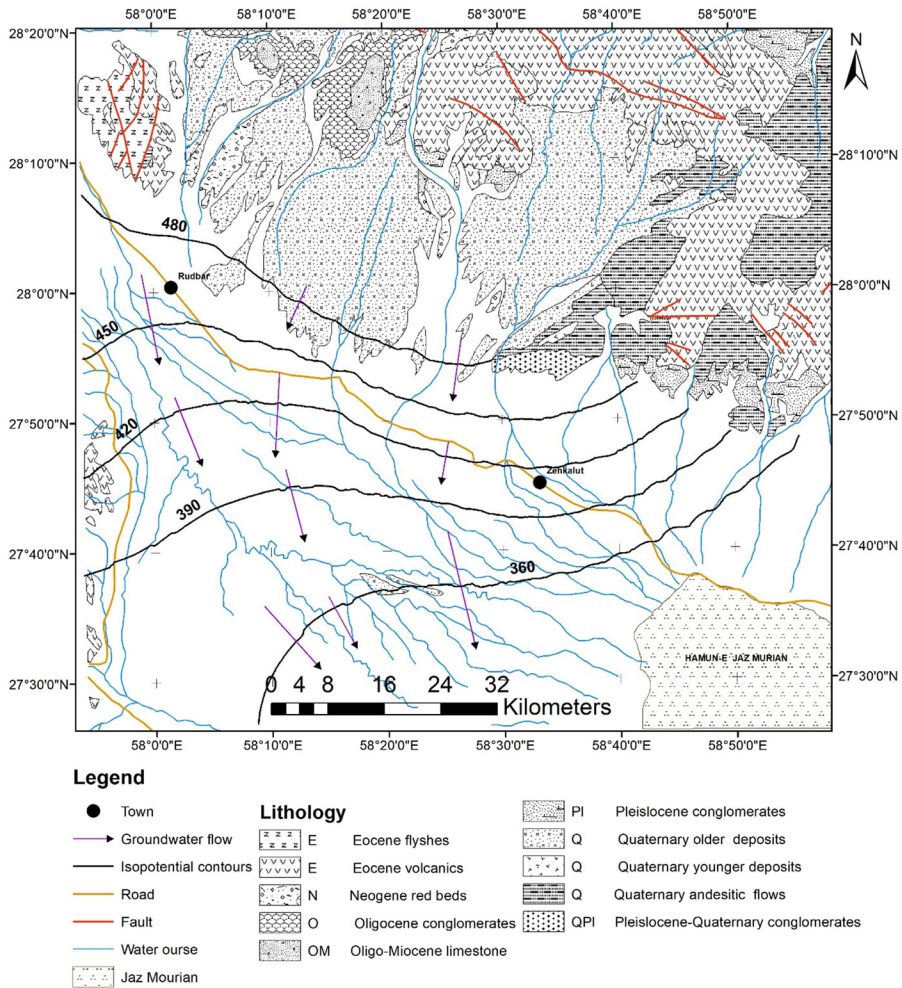 58°0'0"E 58°10'0"E 58°20'0"E 58°30'0"E 58°40'0"E 58°50'0"E
28°20'0"N
N
28°10'0"N
28°10'0"N
480
Rudbar
28°0'0"N
28°0'0"N
450
27°50'0"N
27°50'0"N
420
Zehkalut
390
27°40'0"N
27°40'0"N
360
HAMUN-E JAZ MURIAN
27°30'0"N
27°30'0"N
0 4 8 16 24 32
Kilometers
58°0'0"E 58°10'0"E 58°20'0"E 58°30'0"E 58°40'0"E 58°50'0"E
Legend
Town
Groundwater flow
Isopotential contours
Road
Fault
Water ourse
Jaz Mourian
Lithology
E Eocene flyshes
E Eocene volcanics
N Neogene red beds
O Oligocene conglomerates
OM Oligo-Miocene limestone
Pl Pleislocene conglomerates
Q Quaternary older deposits
Q Quaternary younger deposits
Q Quaternary andesitic flows
QPl Pleislocene-Quaternary conglomerates